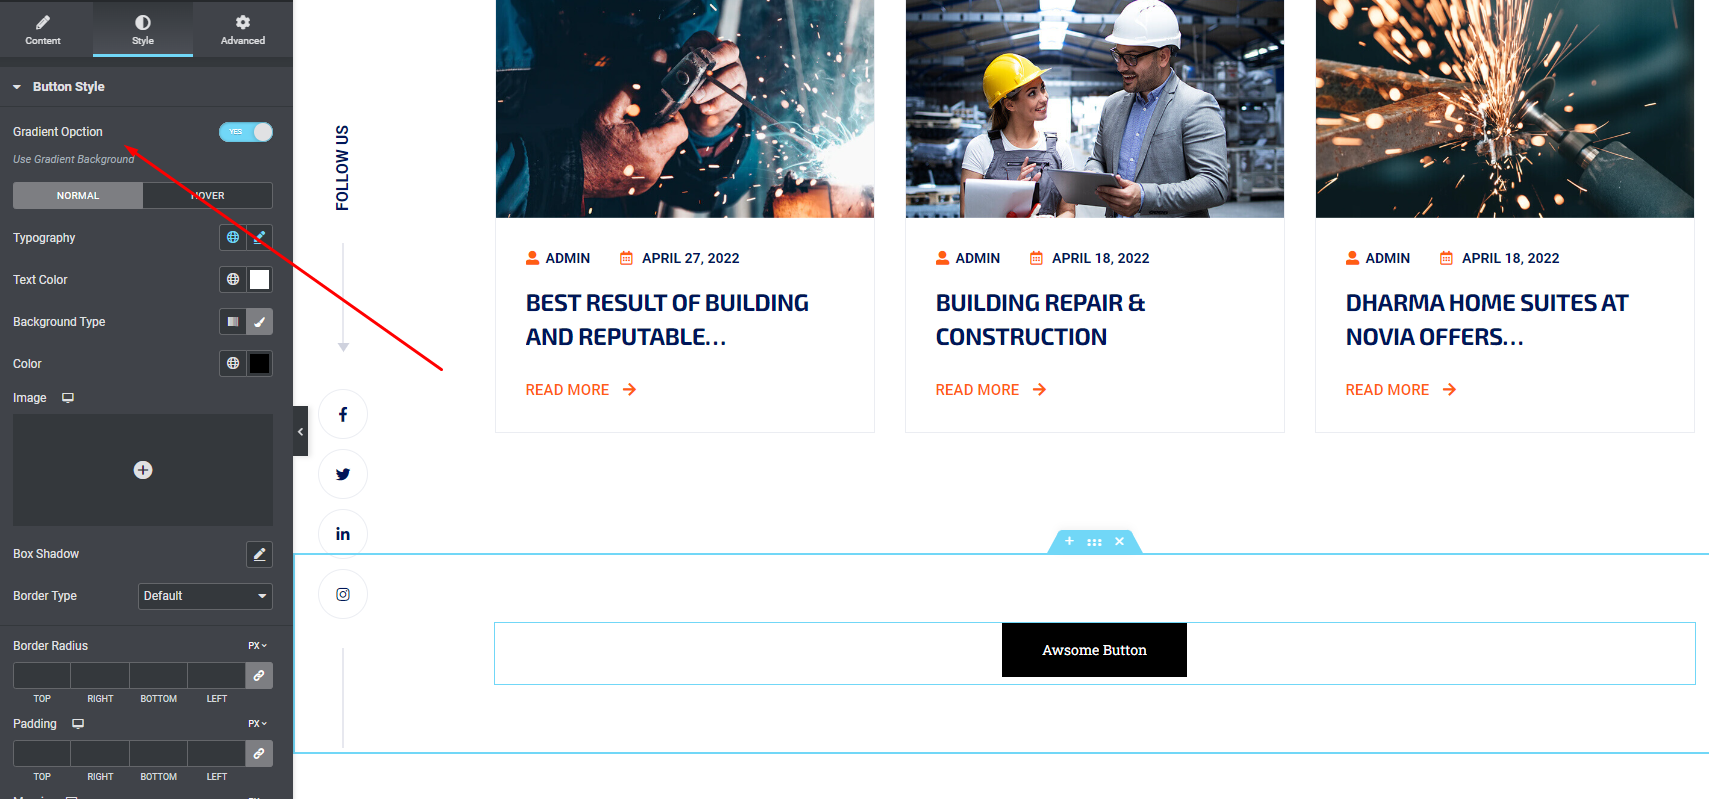 Content
Style
Advanced
Button Style
Gradient Opction
YES
Use Gradient Background
NORMAL
HOVER
Typography
Text Color
Background Type
Color
Image
Box Shadow
Border Type
Default
Border Radius
PX
TOP RIGHT BOTTOM LEFT
Padding
PX
TOP RIGHT BOTTOM LEFT
FOLLOW US
ADMIN APRIL 27, 2022
BEST RESULT OF BUILDING
AND REPUTABLE...
READ MORE
ADMIN APRIL 18, 2022
BUILDING REPAIR &
CONSTRUCTION
READ MORE
ADMIN APRIL 18, 2022
DHARMA HOME SUITES AT
NOVIA OFFERS...
READ MORE
Awsome Button